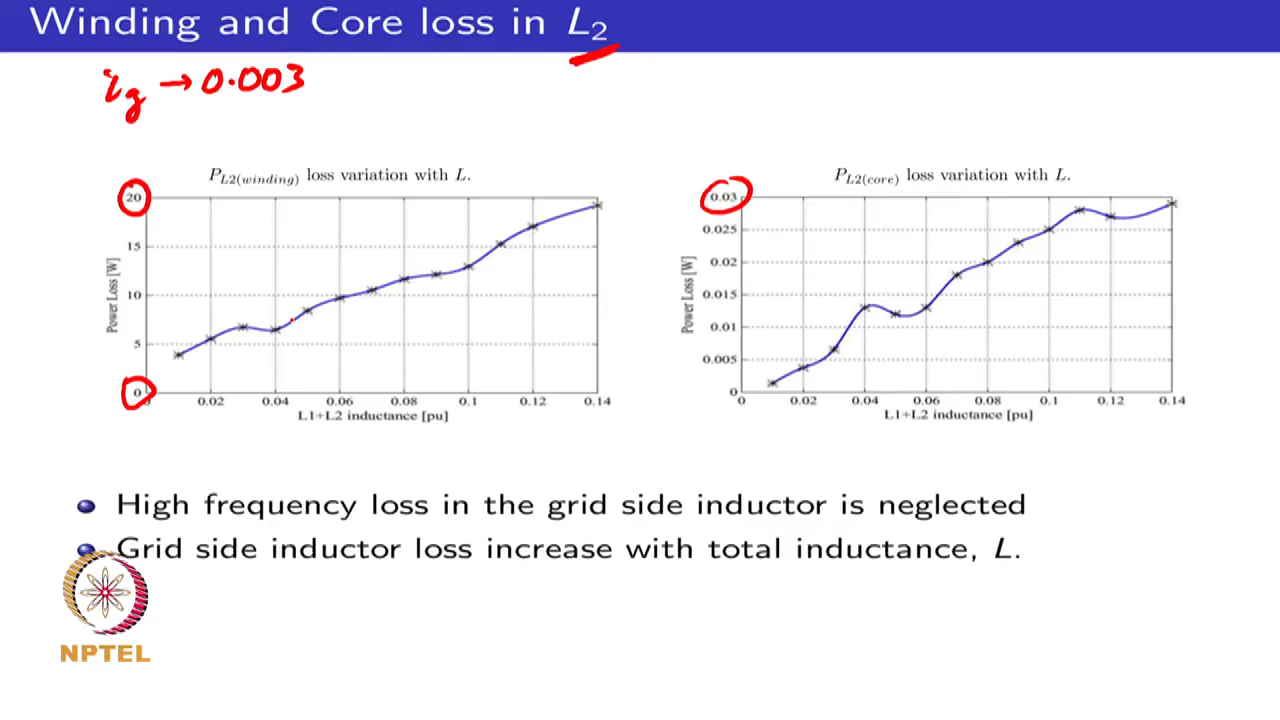 Winding and Core loss in L2
ig → 0.003
PL2(winding) loss variation with L.
20
15
10
5
0
Power Loss [W]
0.02 0.04 0.06 0.08 0.1 0.12 0.14
L1+L2 inductance [pu]
PL2(core) loss variation with L.
0.03
0.025
0.02
0.015
0.01
0.005
0
Power Loss [W]
0 0.02 0.04 0.06 0.08 0.1 0.12 0.14
L1+L2 inductance [pu]
High frequency loss in the grid side inductor is neglected
Grid side inductor loss increase with total inductance, L.
NPTEL